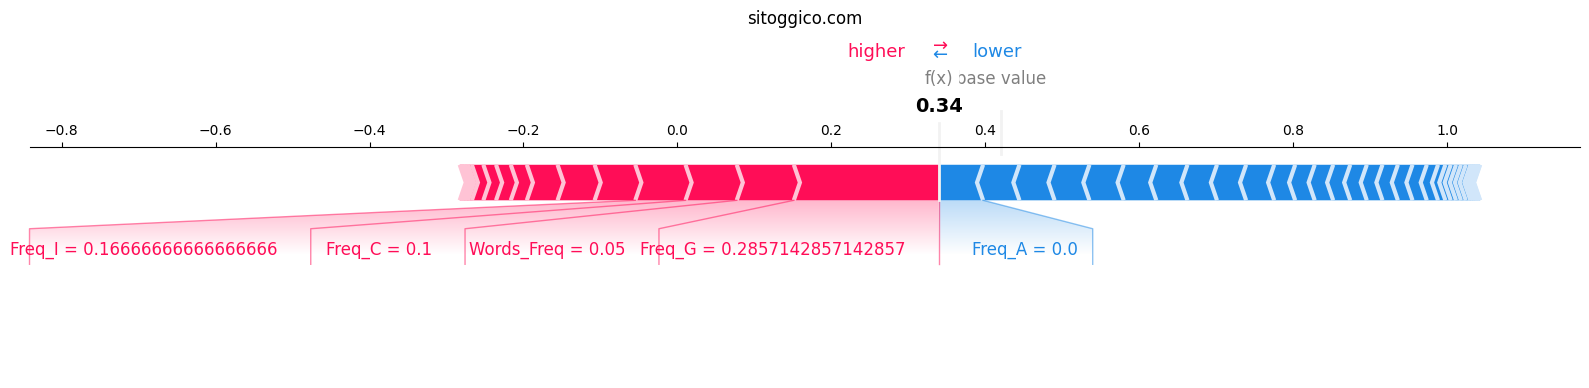 sitoggico.com
higher → lower
←
f(x) base value
0.34
−0.8 −0.6 −0.4 −0.2 0.0 0.2 0.4 0.6 0.8 1.0
Freq_I = 0.16666666666666666 Freq_C = 0.1 Words_Freq = 0.05 Freq_G = 0.2857142857142857 Freq_A = 0.0